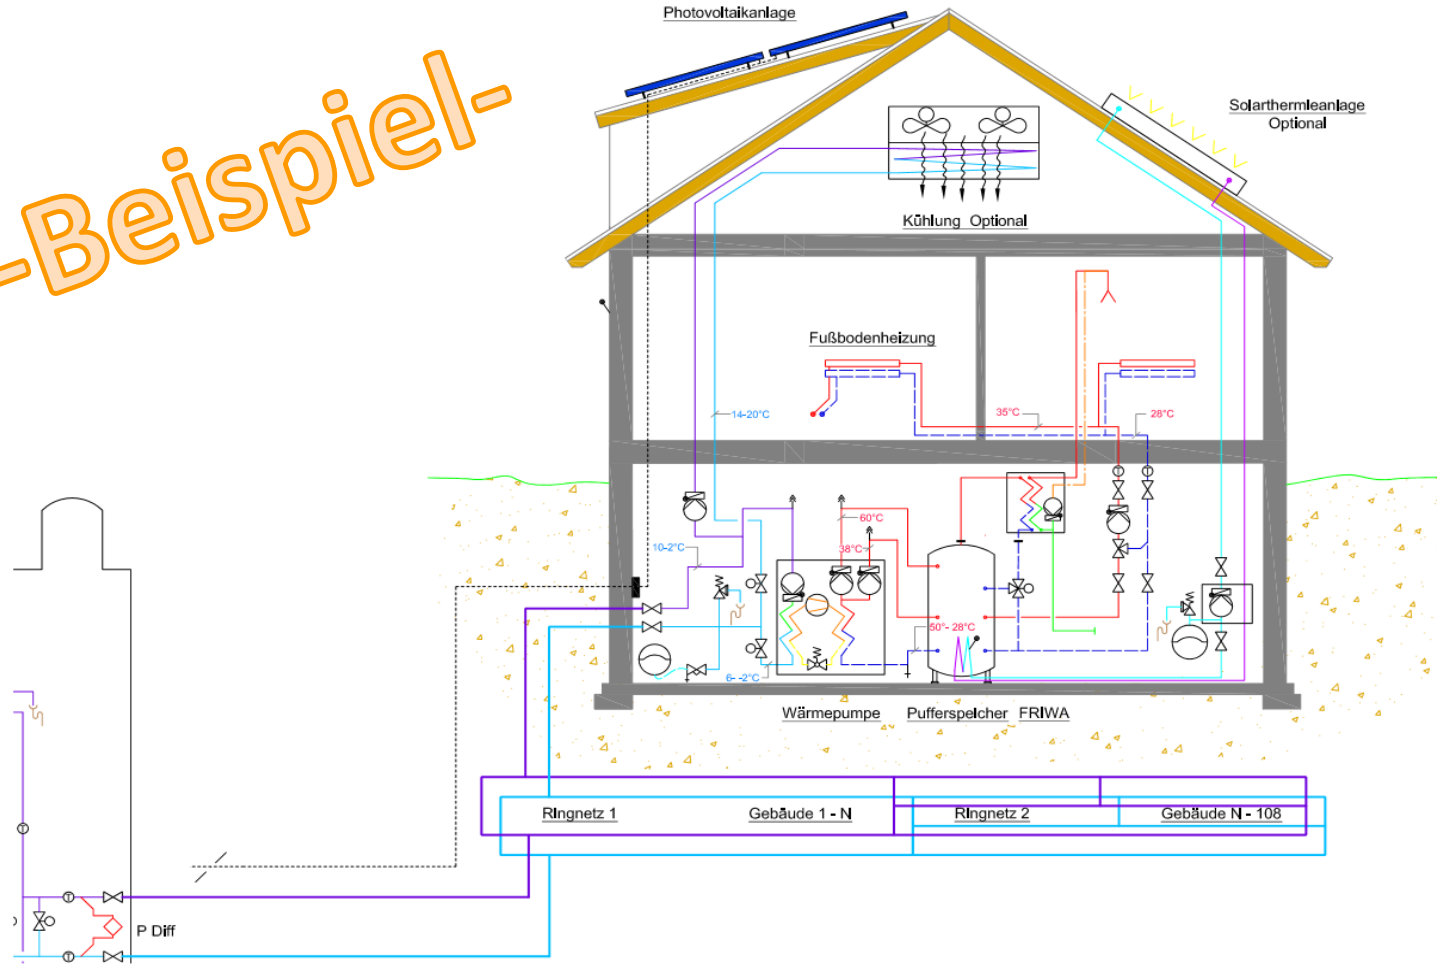 Photovoltaikanlage
-Beispiel-
Solarthermieanlage
Optional
Kühlung Optional
Fußbodenheizung
14-20°C
35°C
28°C
60°C
10-2°C
38°C
50°- 28°C
6- -2°C
Wärmepumpe
Pufferspeicher
FRIWA
Ringnetz 1
Gebäude 1 - N
Ringnetz 2
Gebäude N - 108
T
T
P Diff
T